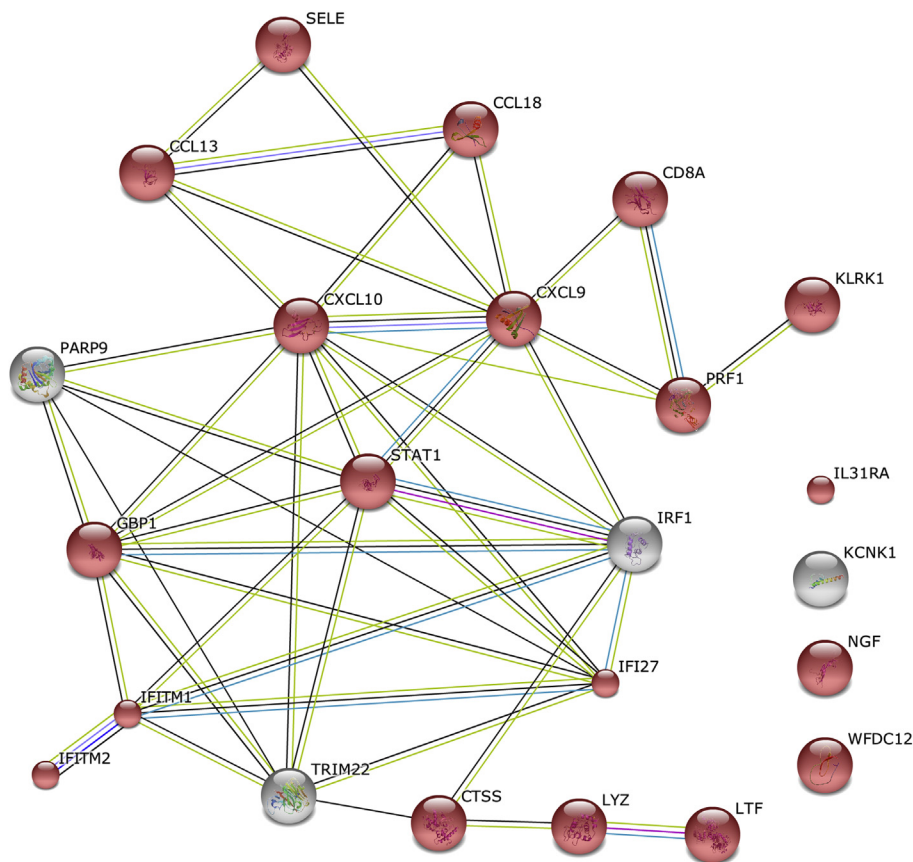 SELE
CCL18
CCL13
CD8A
KLRK1
CXCL10
CXCL9
PARP9
PRF1
STAT1
IL31RA
GBP1
IRF1
KCNK1
NGF
IFI27
IFITM1
WFDC12
IFITM2
TRIM22
CTSS
LYZ
LTF